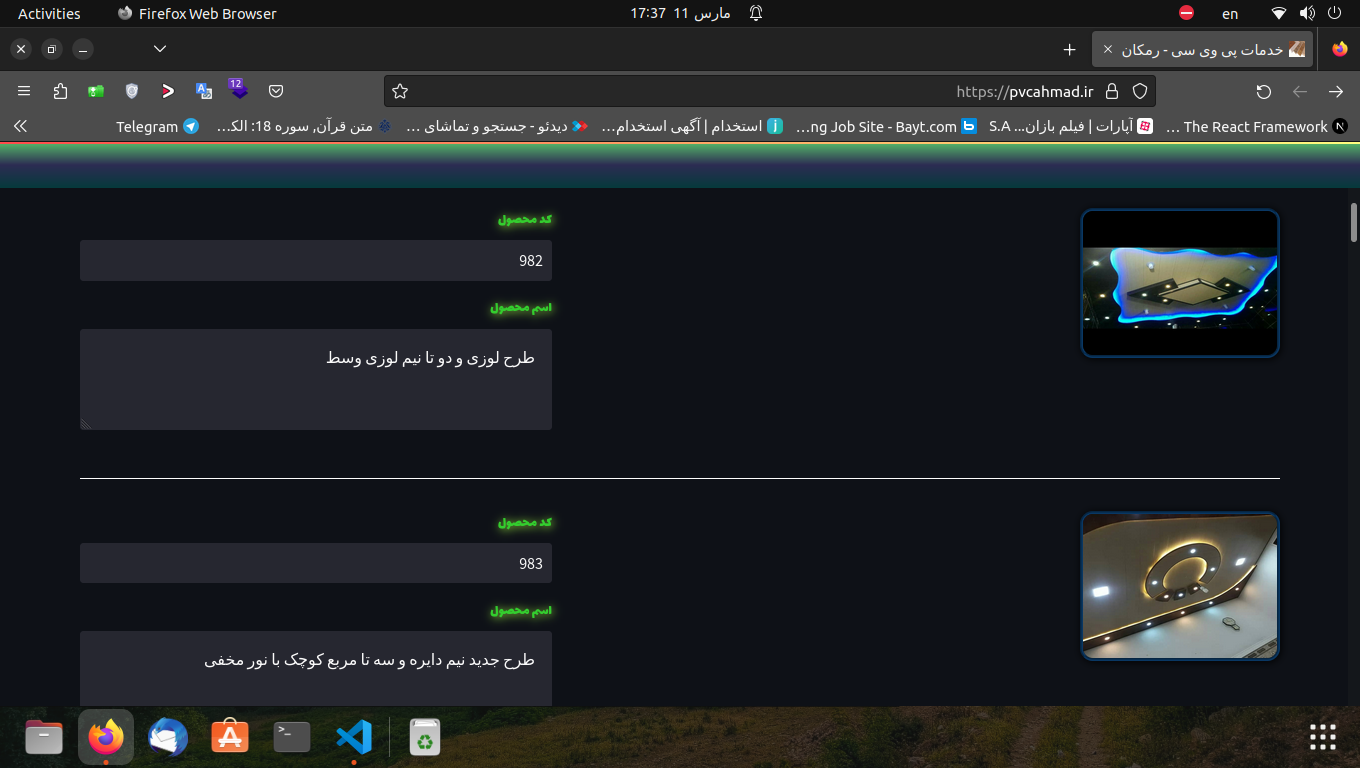 Activities
Firefox Web Browser
17:37 11 مارس
en
خدمات پی وی سی - رمکان
12
https://pvcahmad.ir
Telegram
متن قرآن, سوره 18: الک...
دیدئو - جستجو و تماشای ...
استخدام | آگهی استخدام...
...ng Job Site - Bayt.com
آپارات | فیلم بازان... S.A
The React Framework ...
کد محصول
982
اسم محصول
طرح لوزی و دو تا نیم لوزی وسط
کد محصول
983
اسم محصول
طرح جدید نیم دایره و سه تا مربع کوچک با نور مخفی